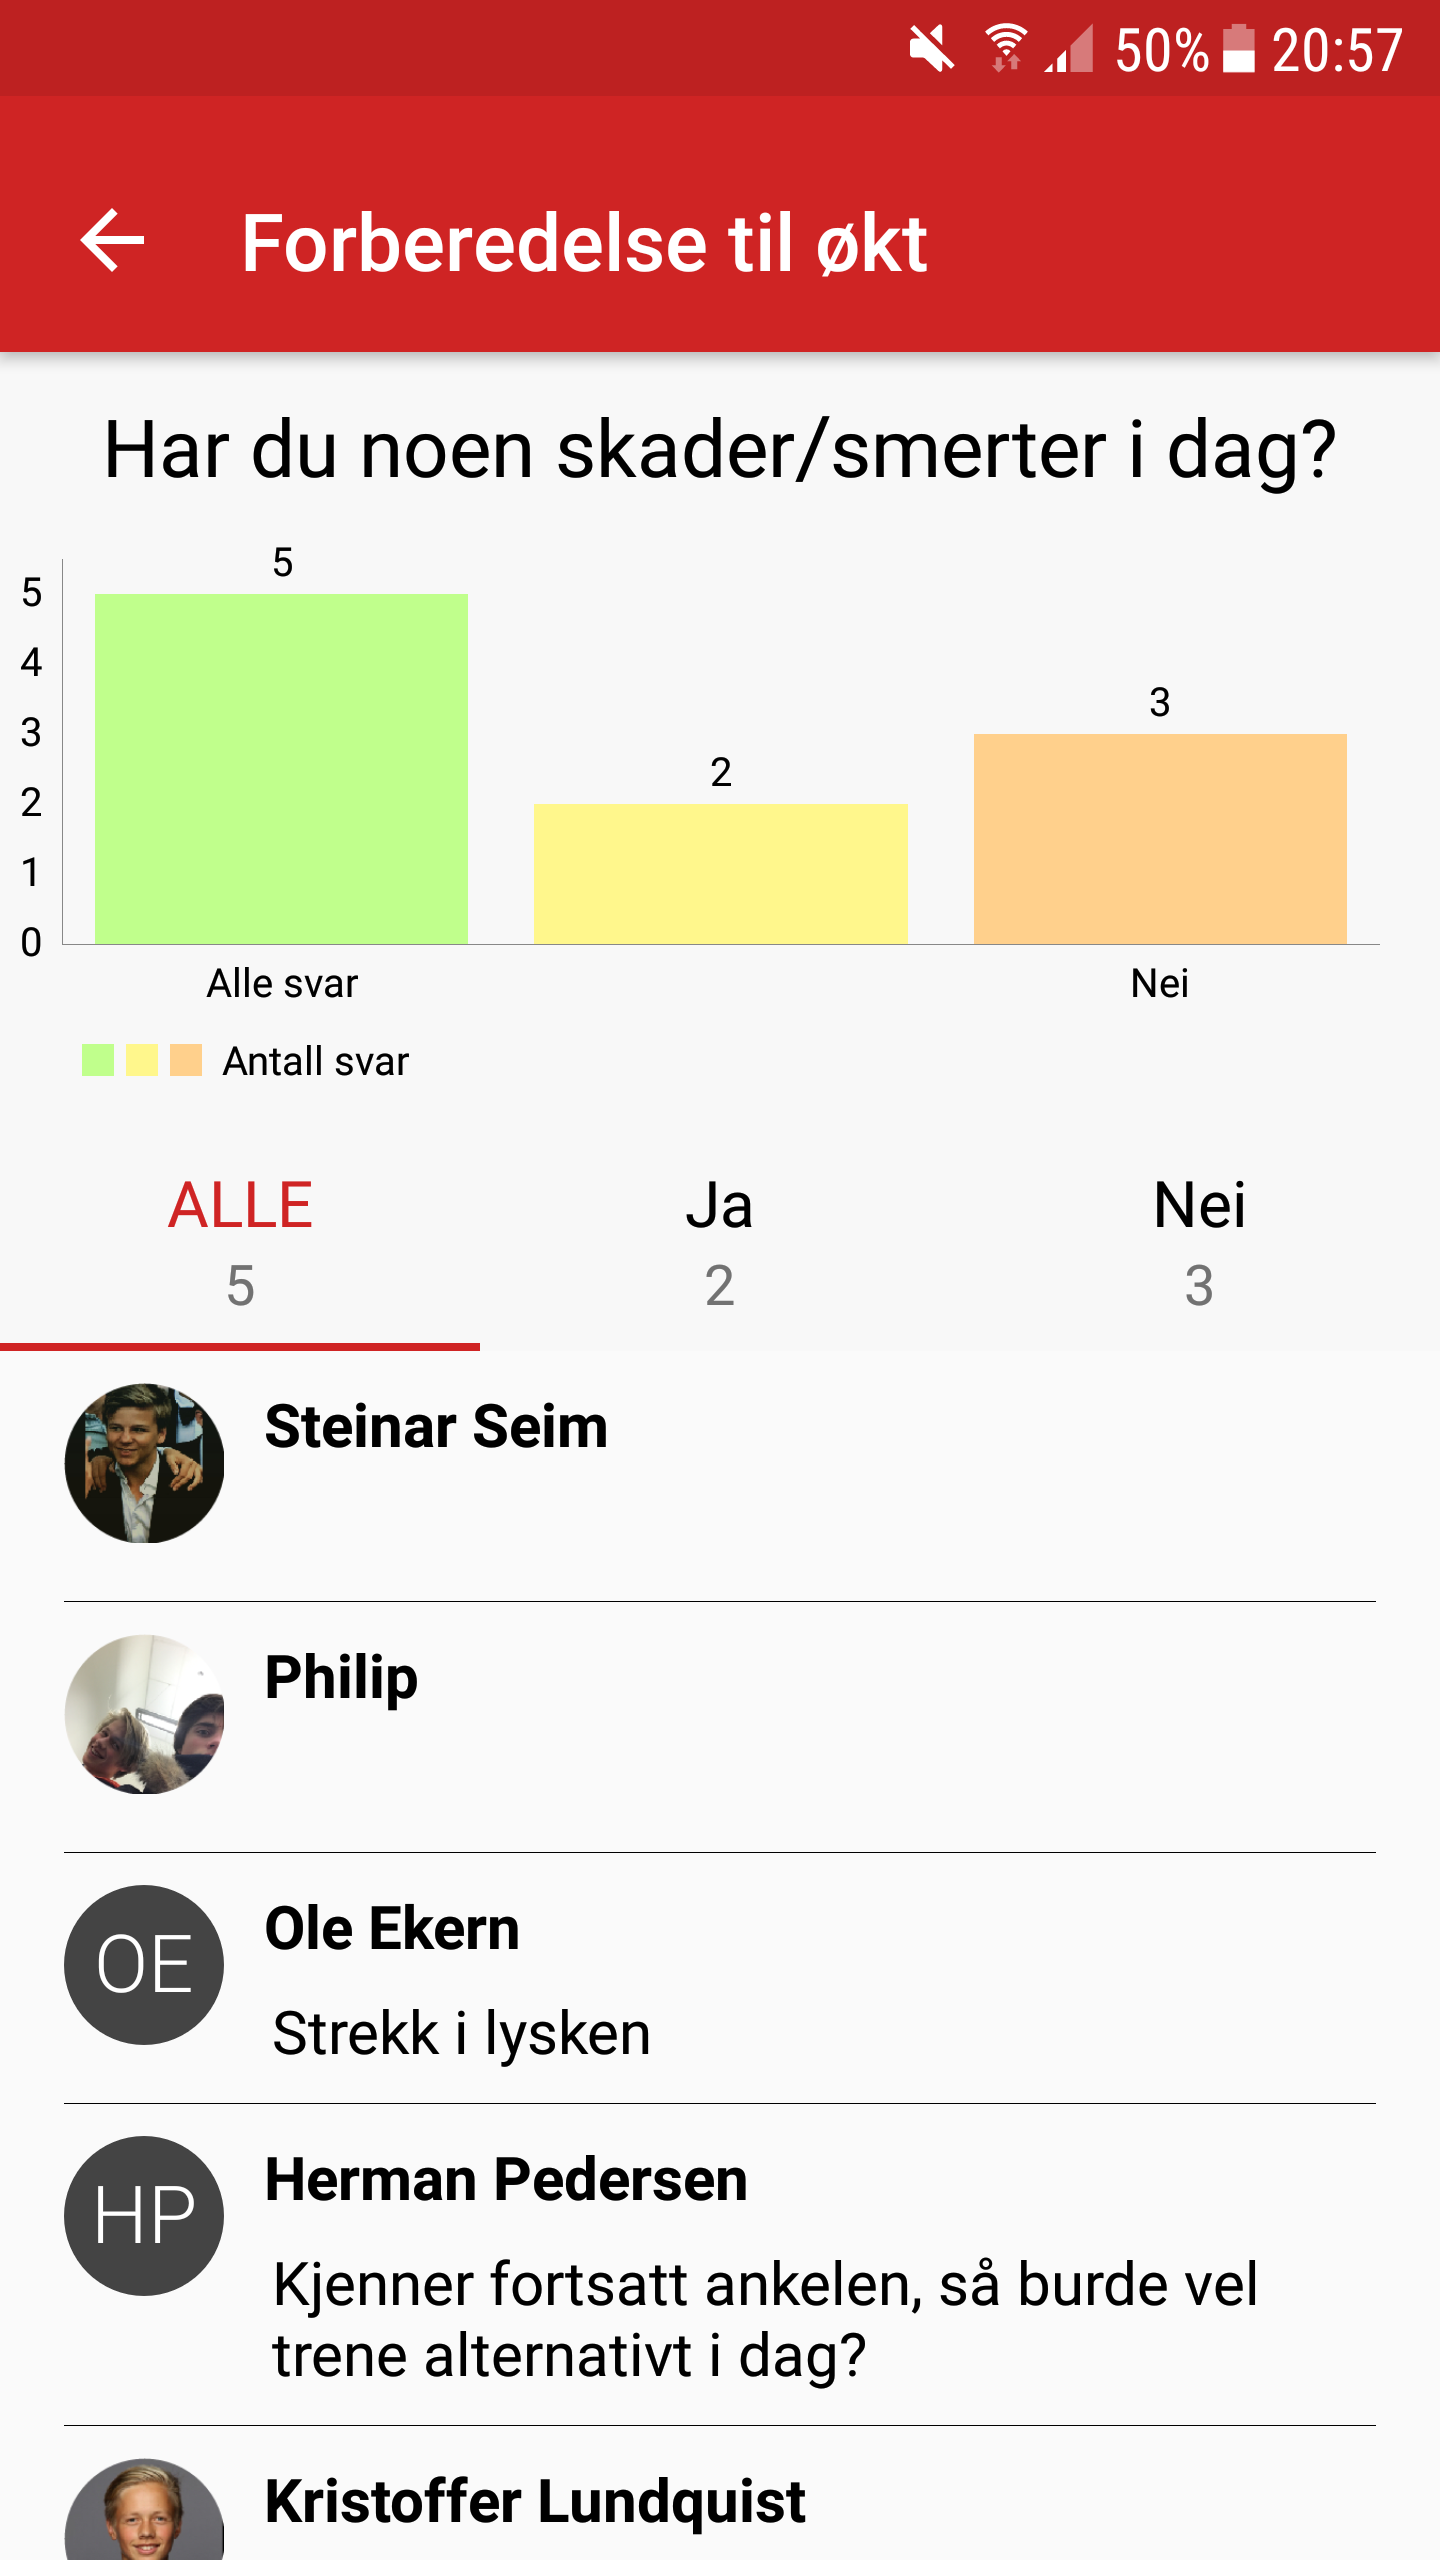 50% 20:57
Forberedelse til økt
Har du noen skader/smerter i dag?
5
5
4
3
3
2
2
1
0
Alle svar
Nei
Antall svar
ALLE
Ja
Nei
5
2
3
Steinar Seim
Philip
OE
Ole Ekern
Strekk i lysken
HP
Herman Pedersen
Kjenner fortsatt ankelen, så burde vel
trene alternativt i dag?
Kristoffer Lundquist